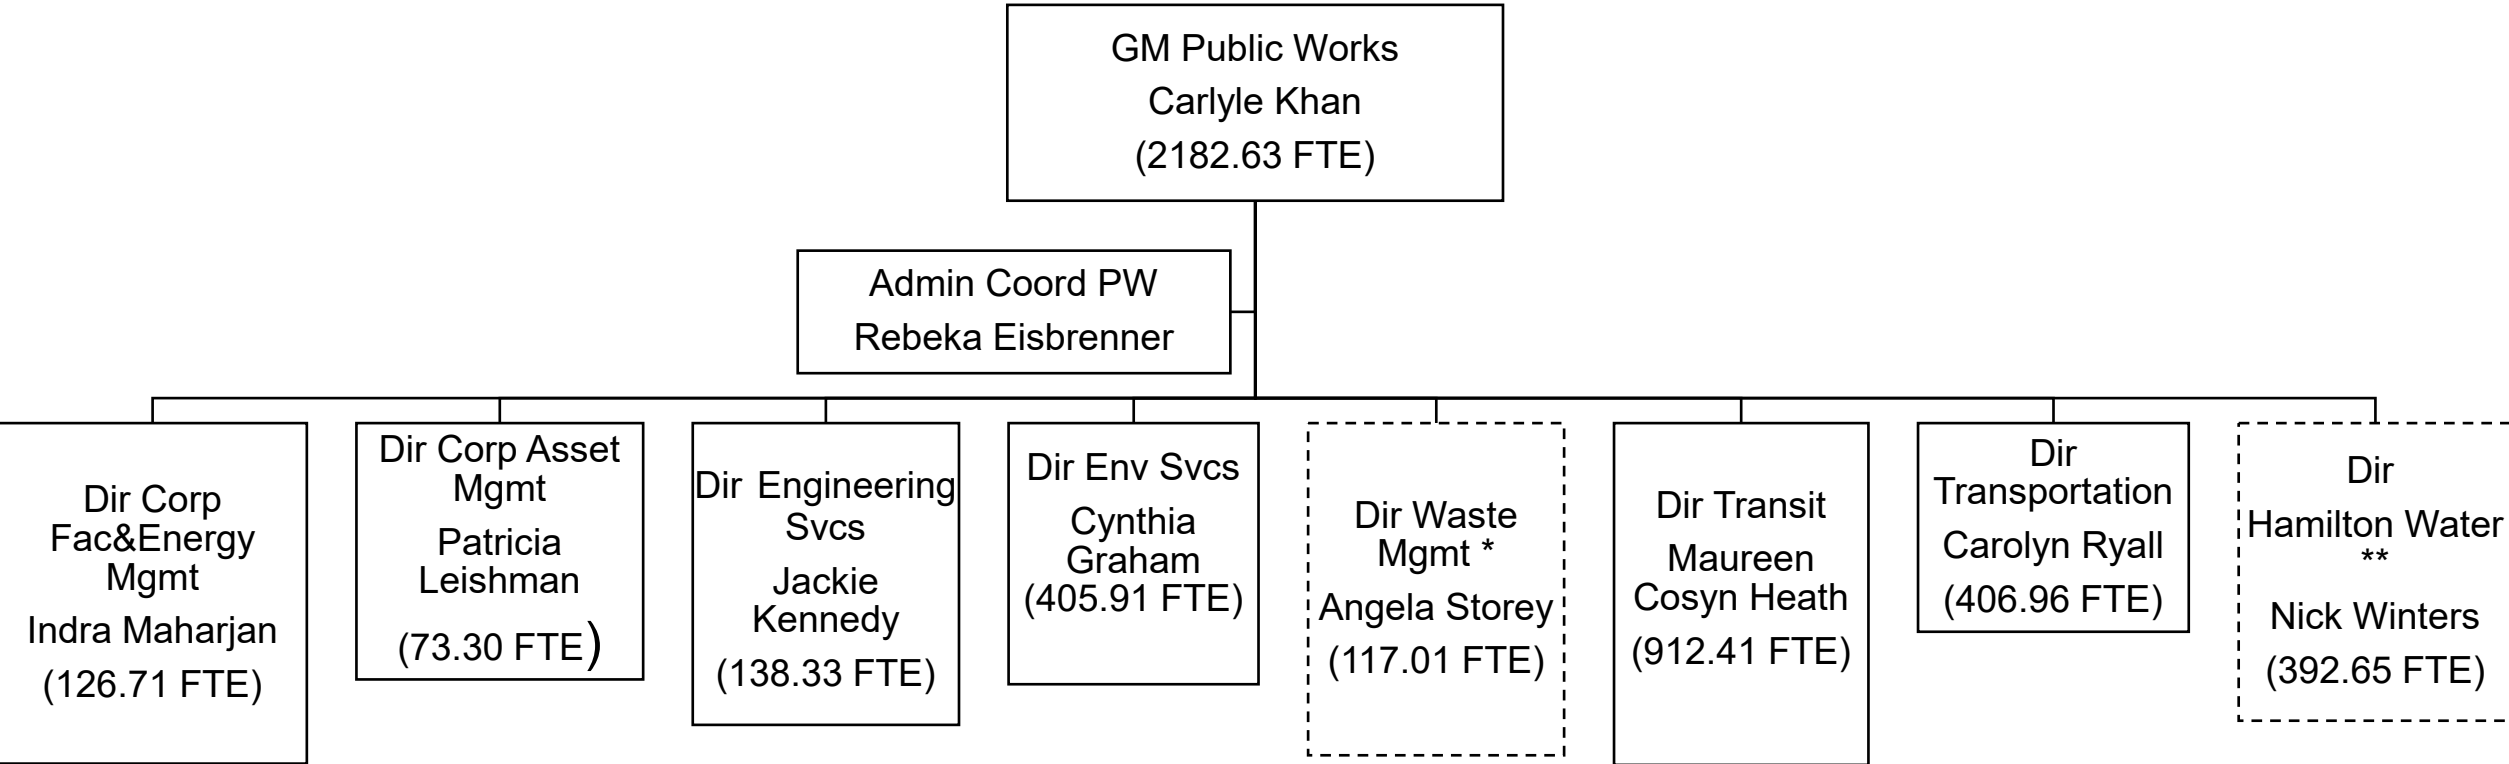 GM Public Works
Carlyle Khan
(2182.63 FTE)
Admin Coord PW
Rebeka Eisbrenner
Dir Corp
Fac&Energy
Mgmt
Indra Maharjan
(126.71 FTE)
Dir Corp Asset
Mgmt
Patricia
Leishman
(73.30 FTE)
Dir Engineering
Svcs
Jackie
Kennedy
(138.33 FTE)
Dir Env Svcs
Cynthia
Graham
(405.91 FTE)
Dir Waste
Mgmt *
Angela Storey
(117.01 FTE)
Dir Transit
Maureen
Cosyn Heath
(912.41 FTE)
Dir
Transportation
Carolyn Ryall
(406.96 FTE)
Dir
Hamilton Water
**
Nick Winters
(392.65 FTE)